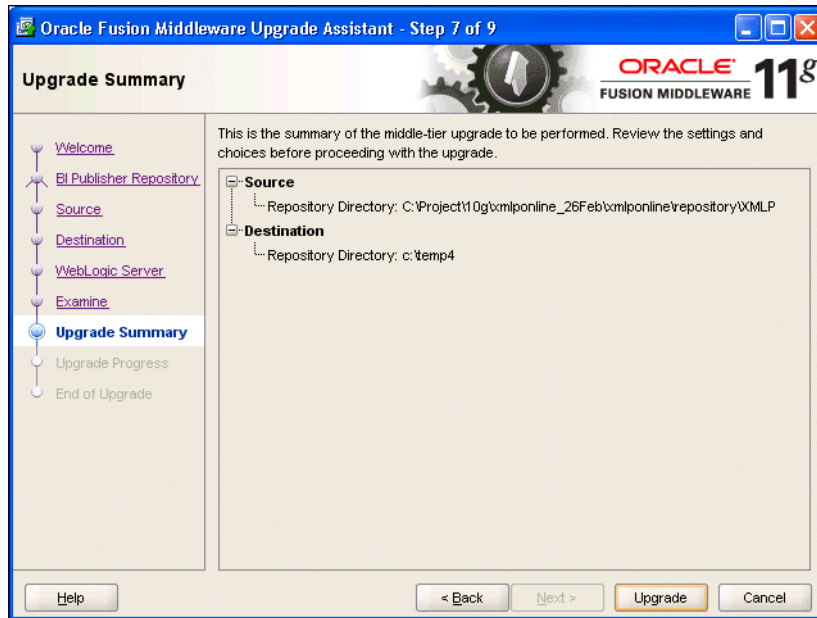 Oracle Fusion Middleware Upgrade Assistant - Step 7 of 9
Upgrade Summary
ORACLE
FUSION MIDDLEWARE 11g
Welcome
BI Publisher Repository
Source
Destination
WebLogic Server
Examine
Upgrade Summary
Upgrade Progress
End of Upgrade
This is the summary of the middle-tier upgrade to be performed. Review the settings and
choices before proceeding with the upgrade.
Source
Repository Directory: C:\Project\10g\xmlponline_26Feb\xmlponline\repository\XMLP
Destination
Repository Directory: c:\temp4
Help
< Back
Next >
Upgrade
Cancel